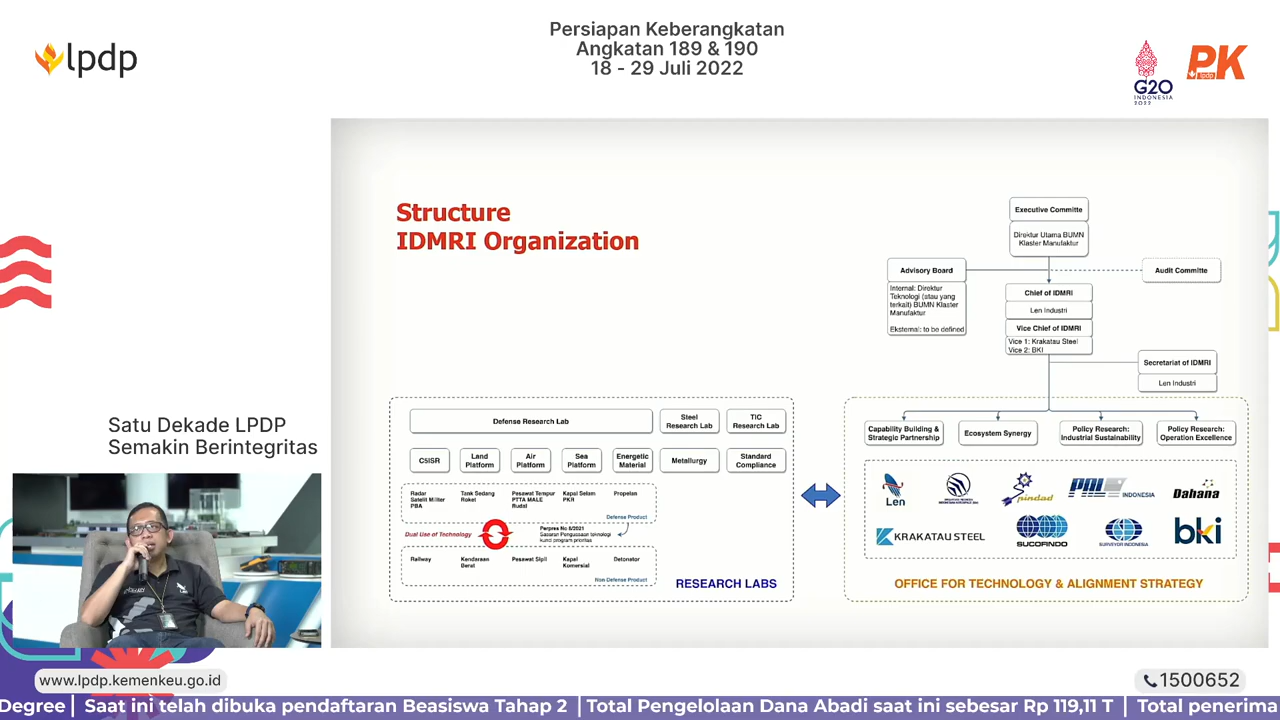 lpdp
Persiapan Keberangkatan
Angkatan 189 & 190
18 - 29 Juli 2022
G20
INDONESIA
2022
PK
lpdp
Structure
IDMRI Organization
Executive Committe
Direktur Utama BUMN
Klaster Manufaktur
Advisory Board
Internal: Direktur
Teknologi (atau yang
terkait) BUMN Klaster
Manufaktur
Eksternal: to be defined
Audit Committe
Chief of IDMRI
Len Industri
Vice Chief of IDMRI
Vice 1: Krakatau Steel
Vice 2: BKI
Secretariat of IDMRI
Len Industri
Defense Research Lab
Steel
Research Lab
TIC
Research Lab
C5ISR
Land
Platform
Air
Platform
Sea
Platform
Energetic
Material
Metallurgy
Standard
Compliance
Radar
Satelit Militer
PBA
Tank Sedang
Roket
Pesawat Tempur
PTTA MALE
Rudal
Kapal Selam
PKR
Propelan
Defense Product
Dual Use of Technology
Perpres No 8/2021
Sasaran Penguasaan teknologi
kunci program prioritas
Railway
Kendaraan
Berat
Pesawat Sipil
Kapal
Komersial
Detonator
Non Defense Product
RESEARCH LABS
Capability Building &
Strategic Partnership
Ecosystem Synergy
Policy Research:
Industrial Sustainability
Policy Research:
Operation Excellence
Len
pindad
PAL INDONESIA
Dahana
KRAKATAU STEEL
SUCOFINDO
SURVEYOR INDONESIA
bki
OFFICE FOR TECHNOLOGY & ALIGNMENT STRATEGY
Satu Dekade LPDP
Semakin Berintegritas
www.lpdp.kemenkeu.go.id
1500652
Degree | Saat ini telah dibuka pendaftaran Beasiswa Tahap 2 | Total Pengelolaan Dana Abadi saat ini sebesar Rp 119,11 T | Total penerima